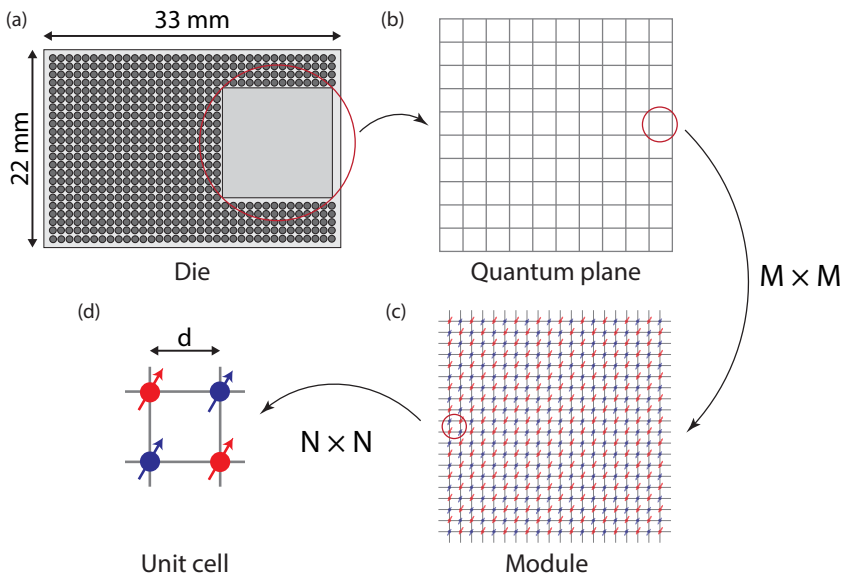 (a)
33 mm
22 mm
Die
(b)
Quantum plane
M × M
(c)
Module
N × N
(d)
d
Unit cell